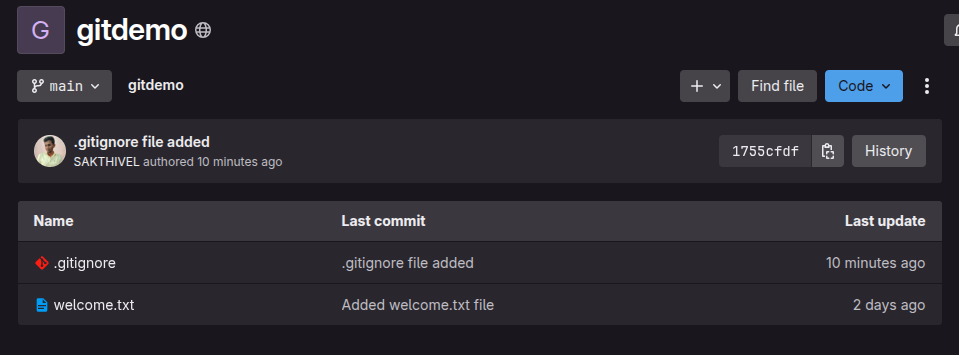 G gitdemo
main gitdemo + Find file Code
.gitignore file added
SAKTHIVEL authored 10 minutes ago
1755cfdf History
Name Last commit Last update
.gitignore .gitignore file added 10 minutes ago
welcome.txt Added welcome.txt file 2 days ago